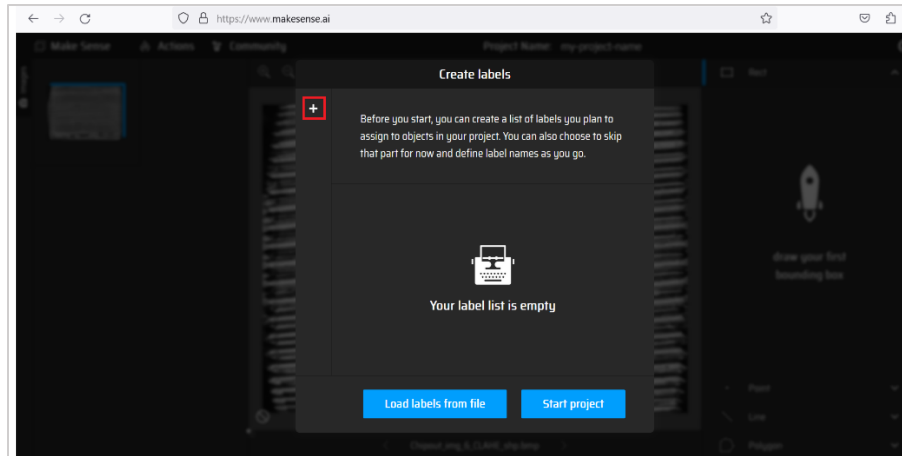 https://www.makesense.ai
Make Sense Actions Community Project Name: my-project-name
Create labels
Rect
Images
+
Before you start, you can create a list of labels you plan to
assign to objects in your project. You can also choose to skip
that part for now and define label names as you go.
draw your first
bounding box
Your label list is empty
Load labels from file Start project
Point
Line
Polygon